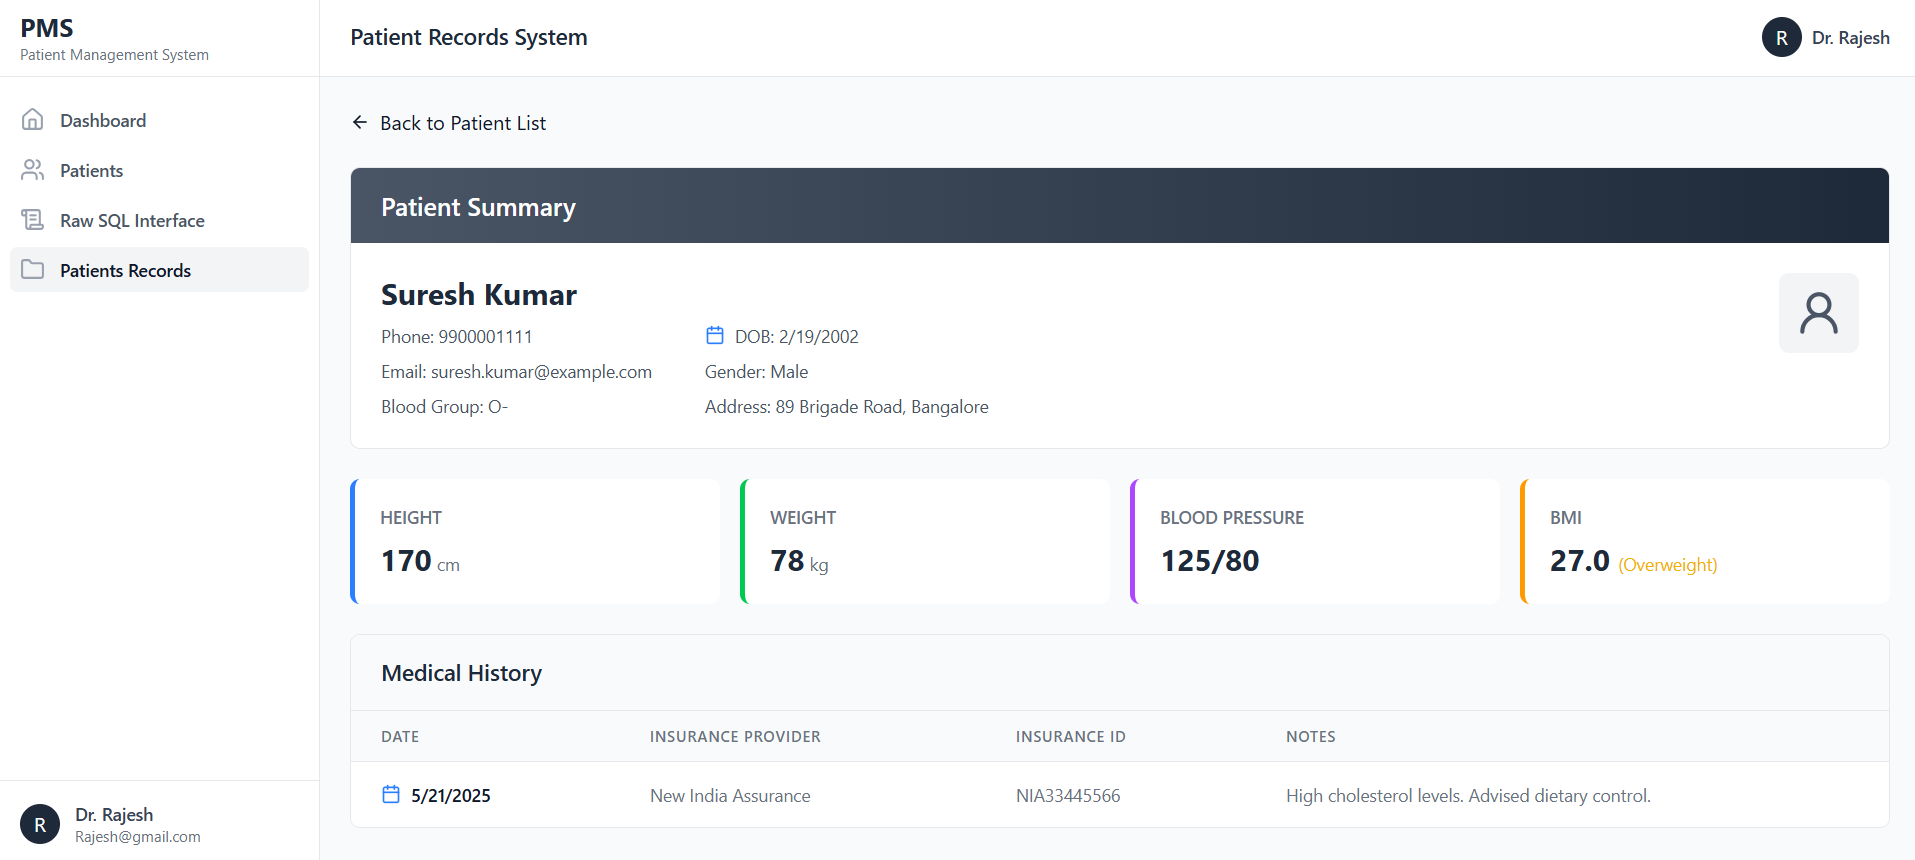 PMS
Patient Management System
Dashboard
Patients
Raw SQL Interface
Patients Records
R
Dr. Rajesh
Rajesh@gmail.com
Patient Records System
R
Dr. Rajesh
Back to Patient List
Patient Summary
Suresh Kumar
Phone: 9900001111
DOB: 2/19/2002
Email: suresh.kumar@example.com
Gender: Male
Blood Group: O-
Address: 89 Brigade Road, Bangalore
HEIGHT
170 cm
WEIGHT
78 kg
BLOOD PRESSURE
125/80
BMI
27.0 (Overweight)
Medical History
DATE INSURANCE PROVIDER INSURANCE ID NOTES
5/21/2025 New India Assurance NIA33445566 High cholesterol levels. Advised dietary control.